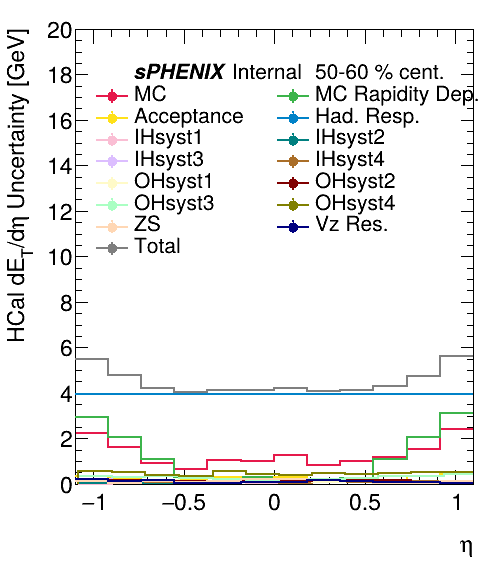 HCal dE_T/dη Uncertainty [GeV]
20
18
16
14
12
10
8
6
4
2
0
sPHENIX Internal 50-60 % cent.
MC
MC Rapidity Dep.
Acceptance
Had. Resp.
IHsyst1
IHsyst2
IHsyst3
IHsyst4
OHsyst1
OHsyst2
OHsyst3
OHsyst4
ZS
Vz Res.
Total
−1 −0.5 0 0.5 1
η